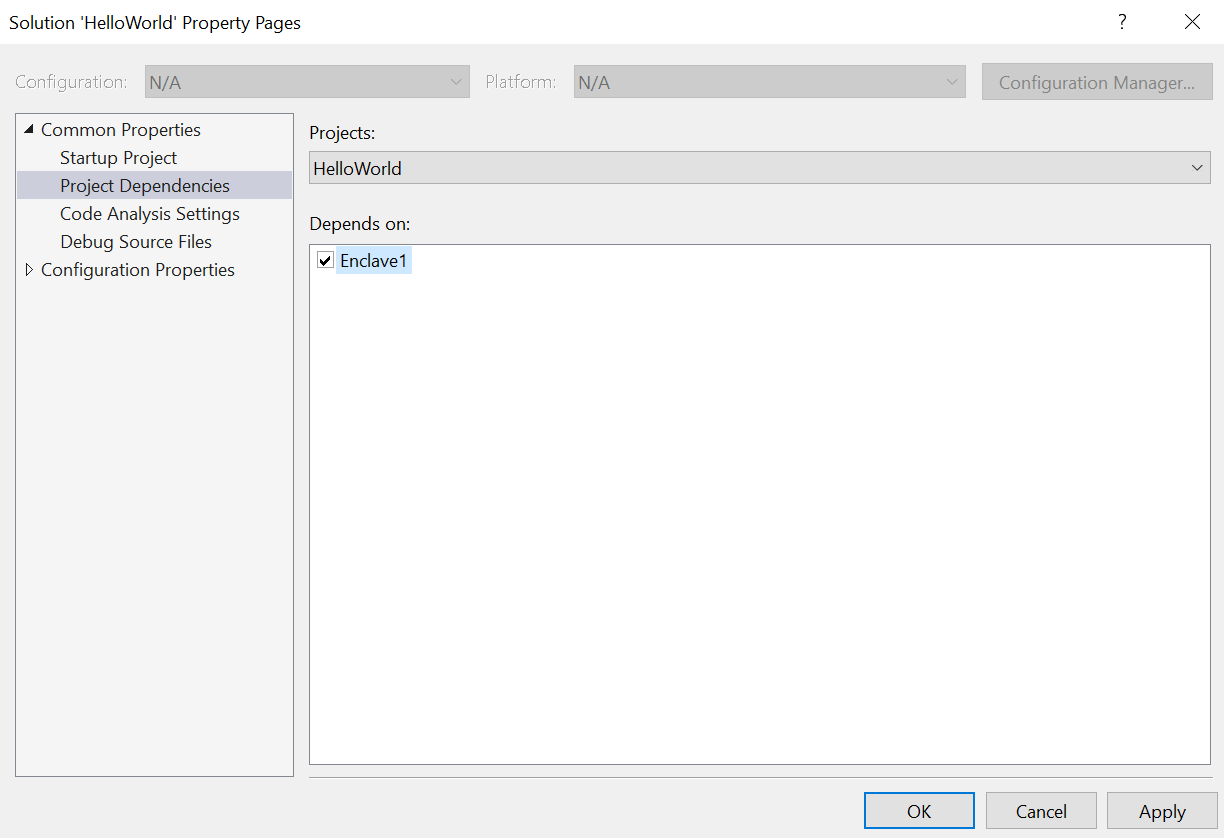 Solution 'HelloWorld' Property Pages
?
Configuration: N/A Platform: N/A Configuration Manager...
Common Properties
Startup Project
Project Dependencies
Code Analysis Settings
Debug Source Files
Configuration Properties
Projects:
HelloWorld
Depends on:
Enclave1
OK Cancel Apply